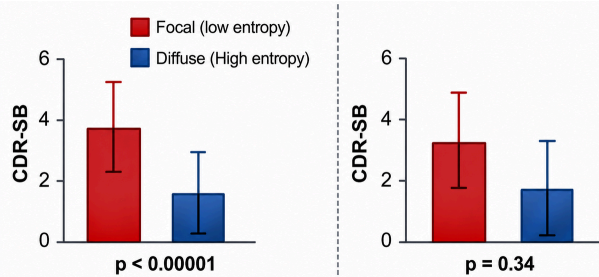 Focal (low entropy)
Diffuse (High entropy)
CDR-SB
6
4
2
0
p < 0.00001
CDR-SB
6
4
2
0
p = 0.34